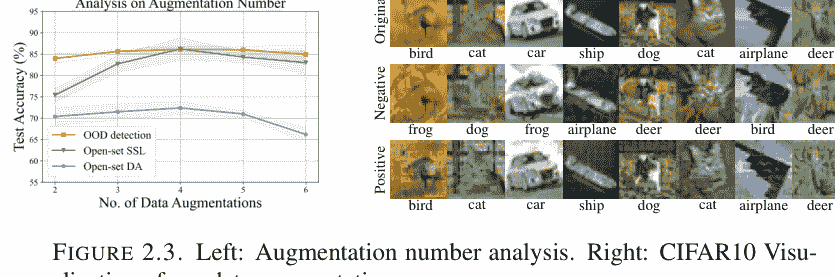 Analysis on Augmentation Number
95
90
85
80
75
70
65
60
55
Test Accuracy (%)
OOD detection
Open-set SSL
Open-set DA
2 3 4 5 6
No. of Data Augmentations
Origina
bird cat car ship dog cat airplane deer
Negative
frog dog frog airplane deer deer bird deer
Positive
bird cat car ship dog cat airplane deer
FIGURE 2.3. Left: Augmentation number analysis. Right: CIFAR10 Visu-